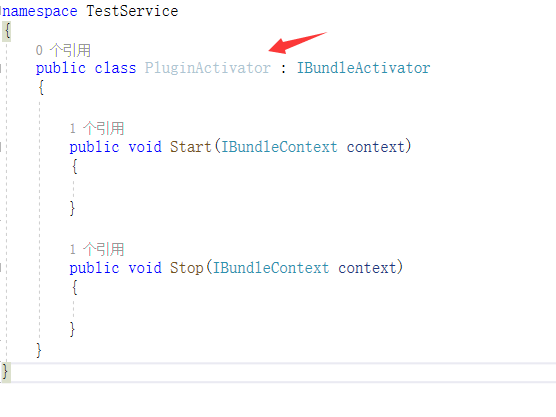 namespace TestService
{
0 个引用
public class PluginActivator : IBundleActivator
{
1 个引用
public void Start(IBundleContext context)
{
}
1 个引用
public void Stop(IBundleContext context)
{
}
}
}